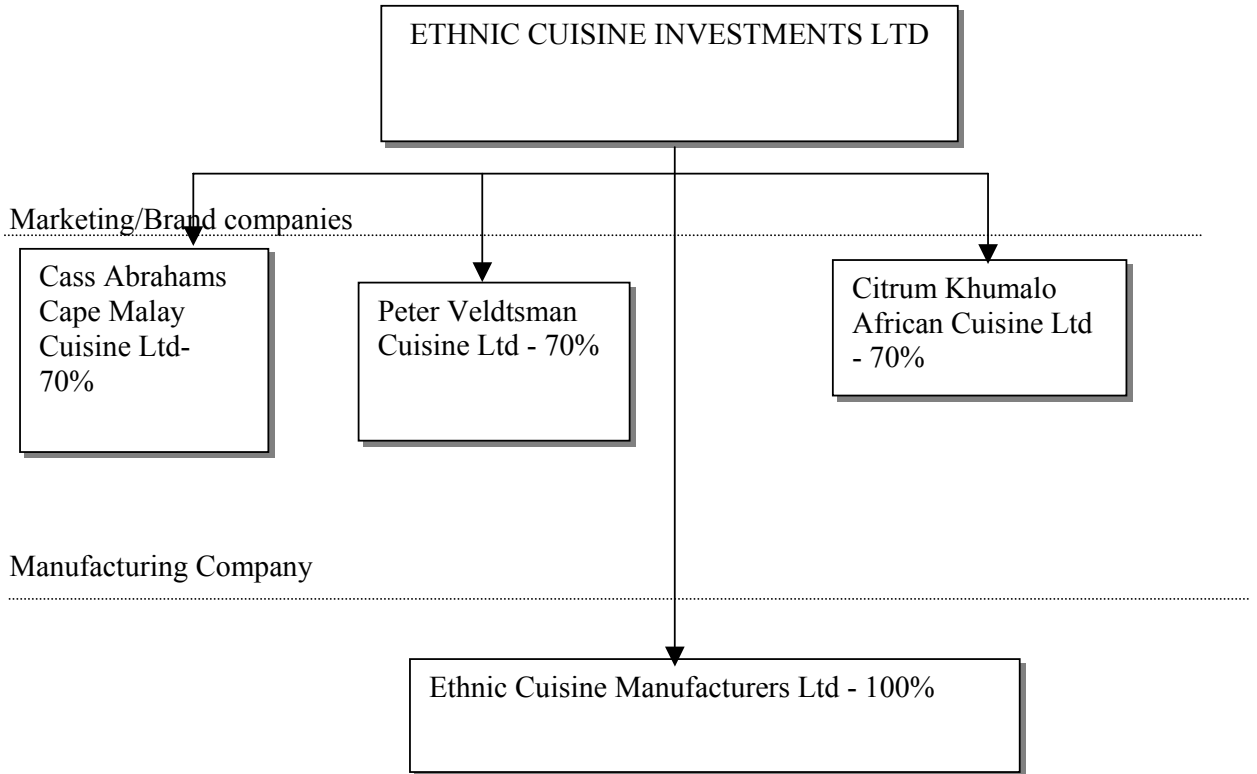 ETHNIC CUISINE INVESTMENTS LTD
Marketing/Brand companies
Cass Abrahams
Cape Malay
Cuisine Ltd-
70%
Peter Veldtsman
Cuisine Ltd - 70%
Citrum Khumalo
African Cuisine Ltd
- 70%
Manufacturing Company
Ethnic Cuisine Manufacturers Ltd - 100%